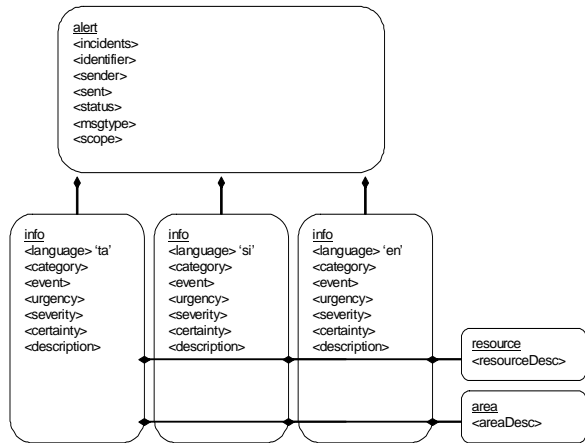 alert
<incidents>
<identifier>
<sender>
<sent>
<status>
<msgtype>
<scope>
info
<language> ‘ta’
<category>
<event>
<urgency>
<severity>
<certainty>
<description>
info
<language> ‘si’
<category>
<event>
<urgency>
<severity>
<certainty>
<description>
info
<language> ‘en’
<category>
<event>
<urgency>
<severity>
<certainty>
<description>
resource
<resourceDesc>
area
<areaDesc>